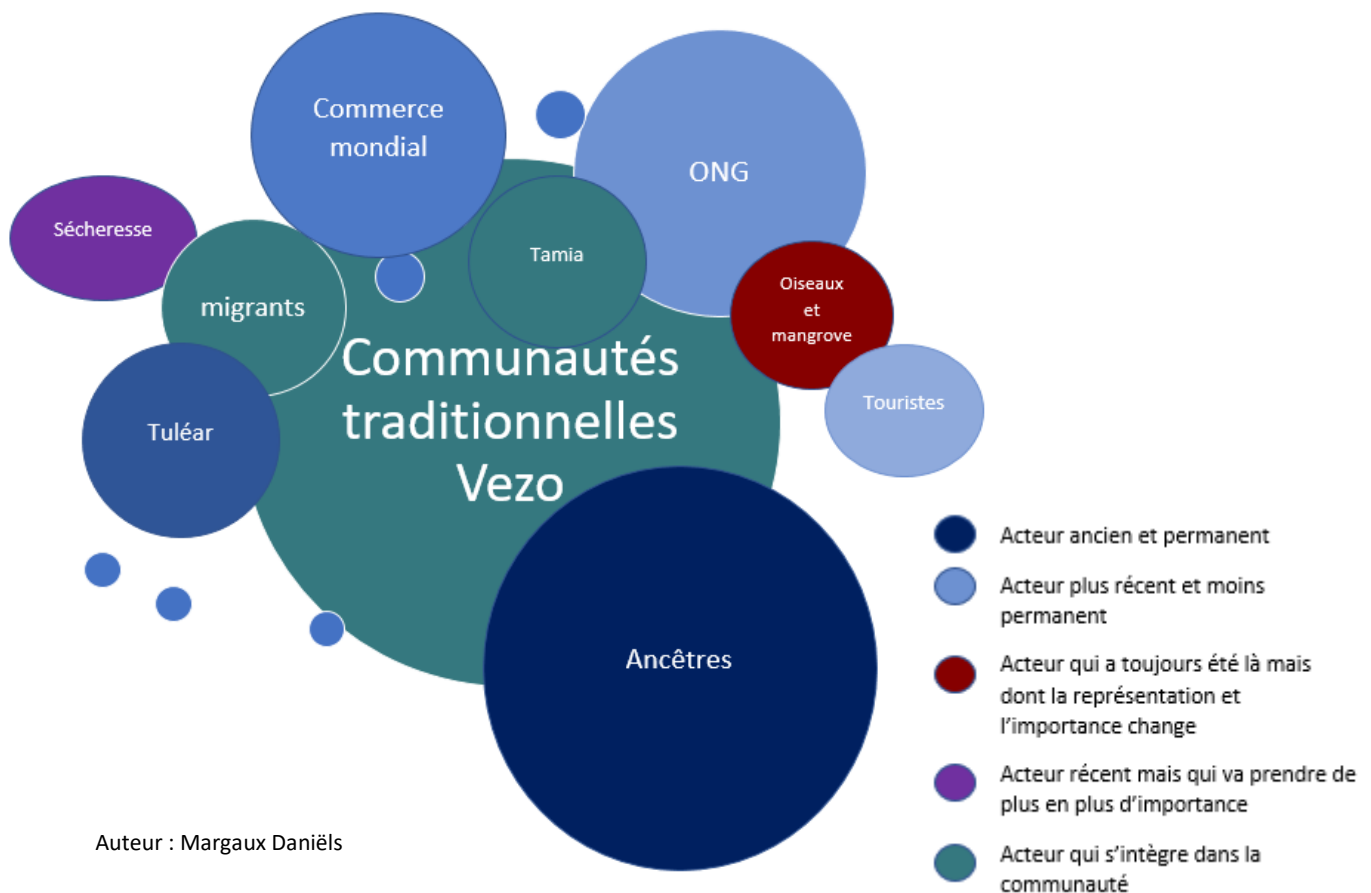 Commerce
mondial
ONG
Sécheresse
Tamia
Oiseaux
et
mangrove
migrants
Communautés
traditionnelles
Vezo
Touristes
Tuléar
Ancêtres
Acteur ancien et permanent
Acteur plus récent et moins
permanent
Acteur qui a toujours été là mais
dont la représentation et
l'importance change
Acteur récent mais qui va prendre de
plus en plus d'importance
Acteur qui s'intègre dans la
communauté
Auteur : Margaux Daniëls